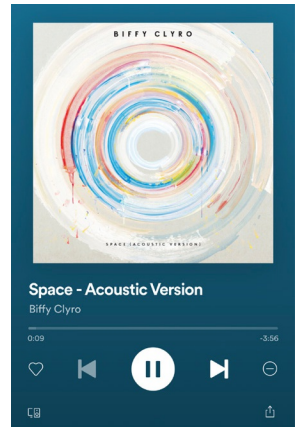 BIFFY CLYRO
SPACE (ACOUSTIC VERSION)
Space - Acoustic Version
Biffy Clyro
0:09 -3:56